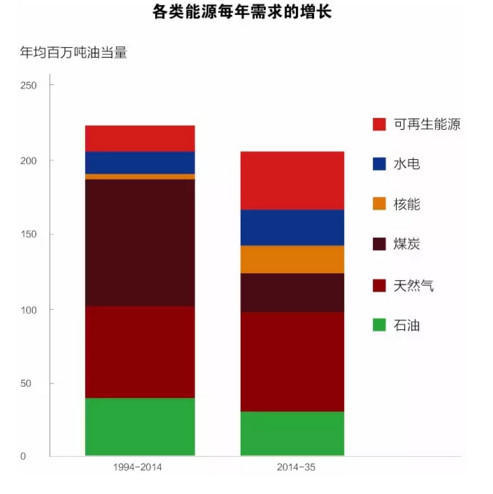 各类能源每年需求的增长
年均百万吨油当量
250
200
150
100
50
0
可再生能源
水电
核能
煤炭
天然气
石油
1994-2014
2014-35